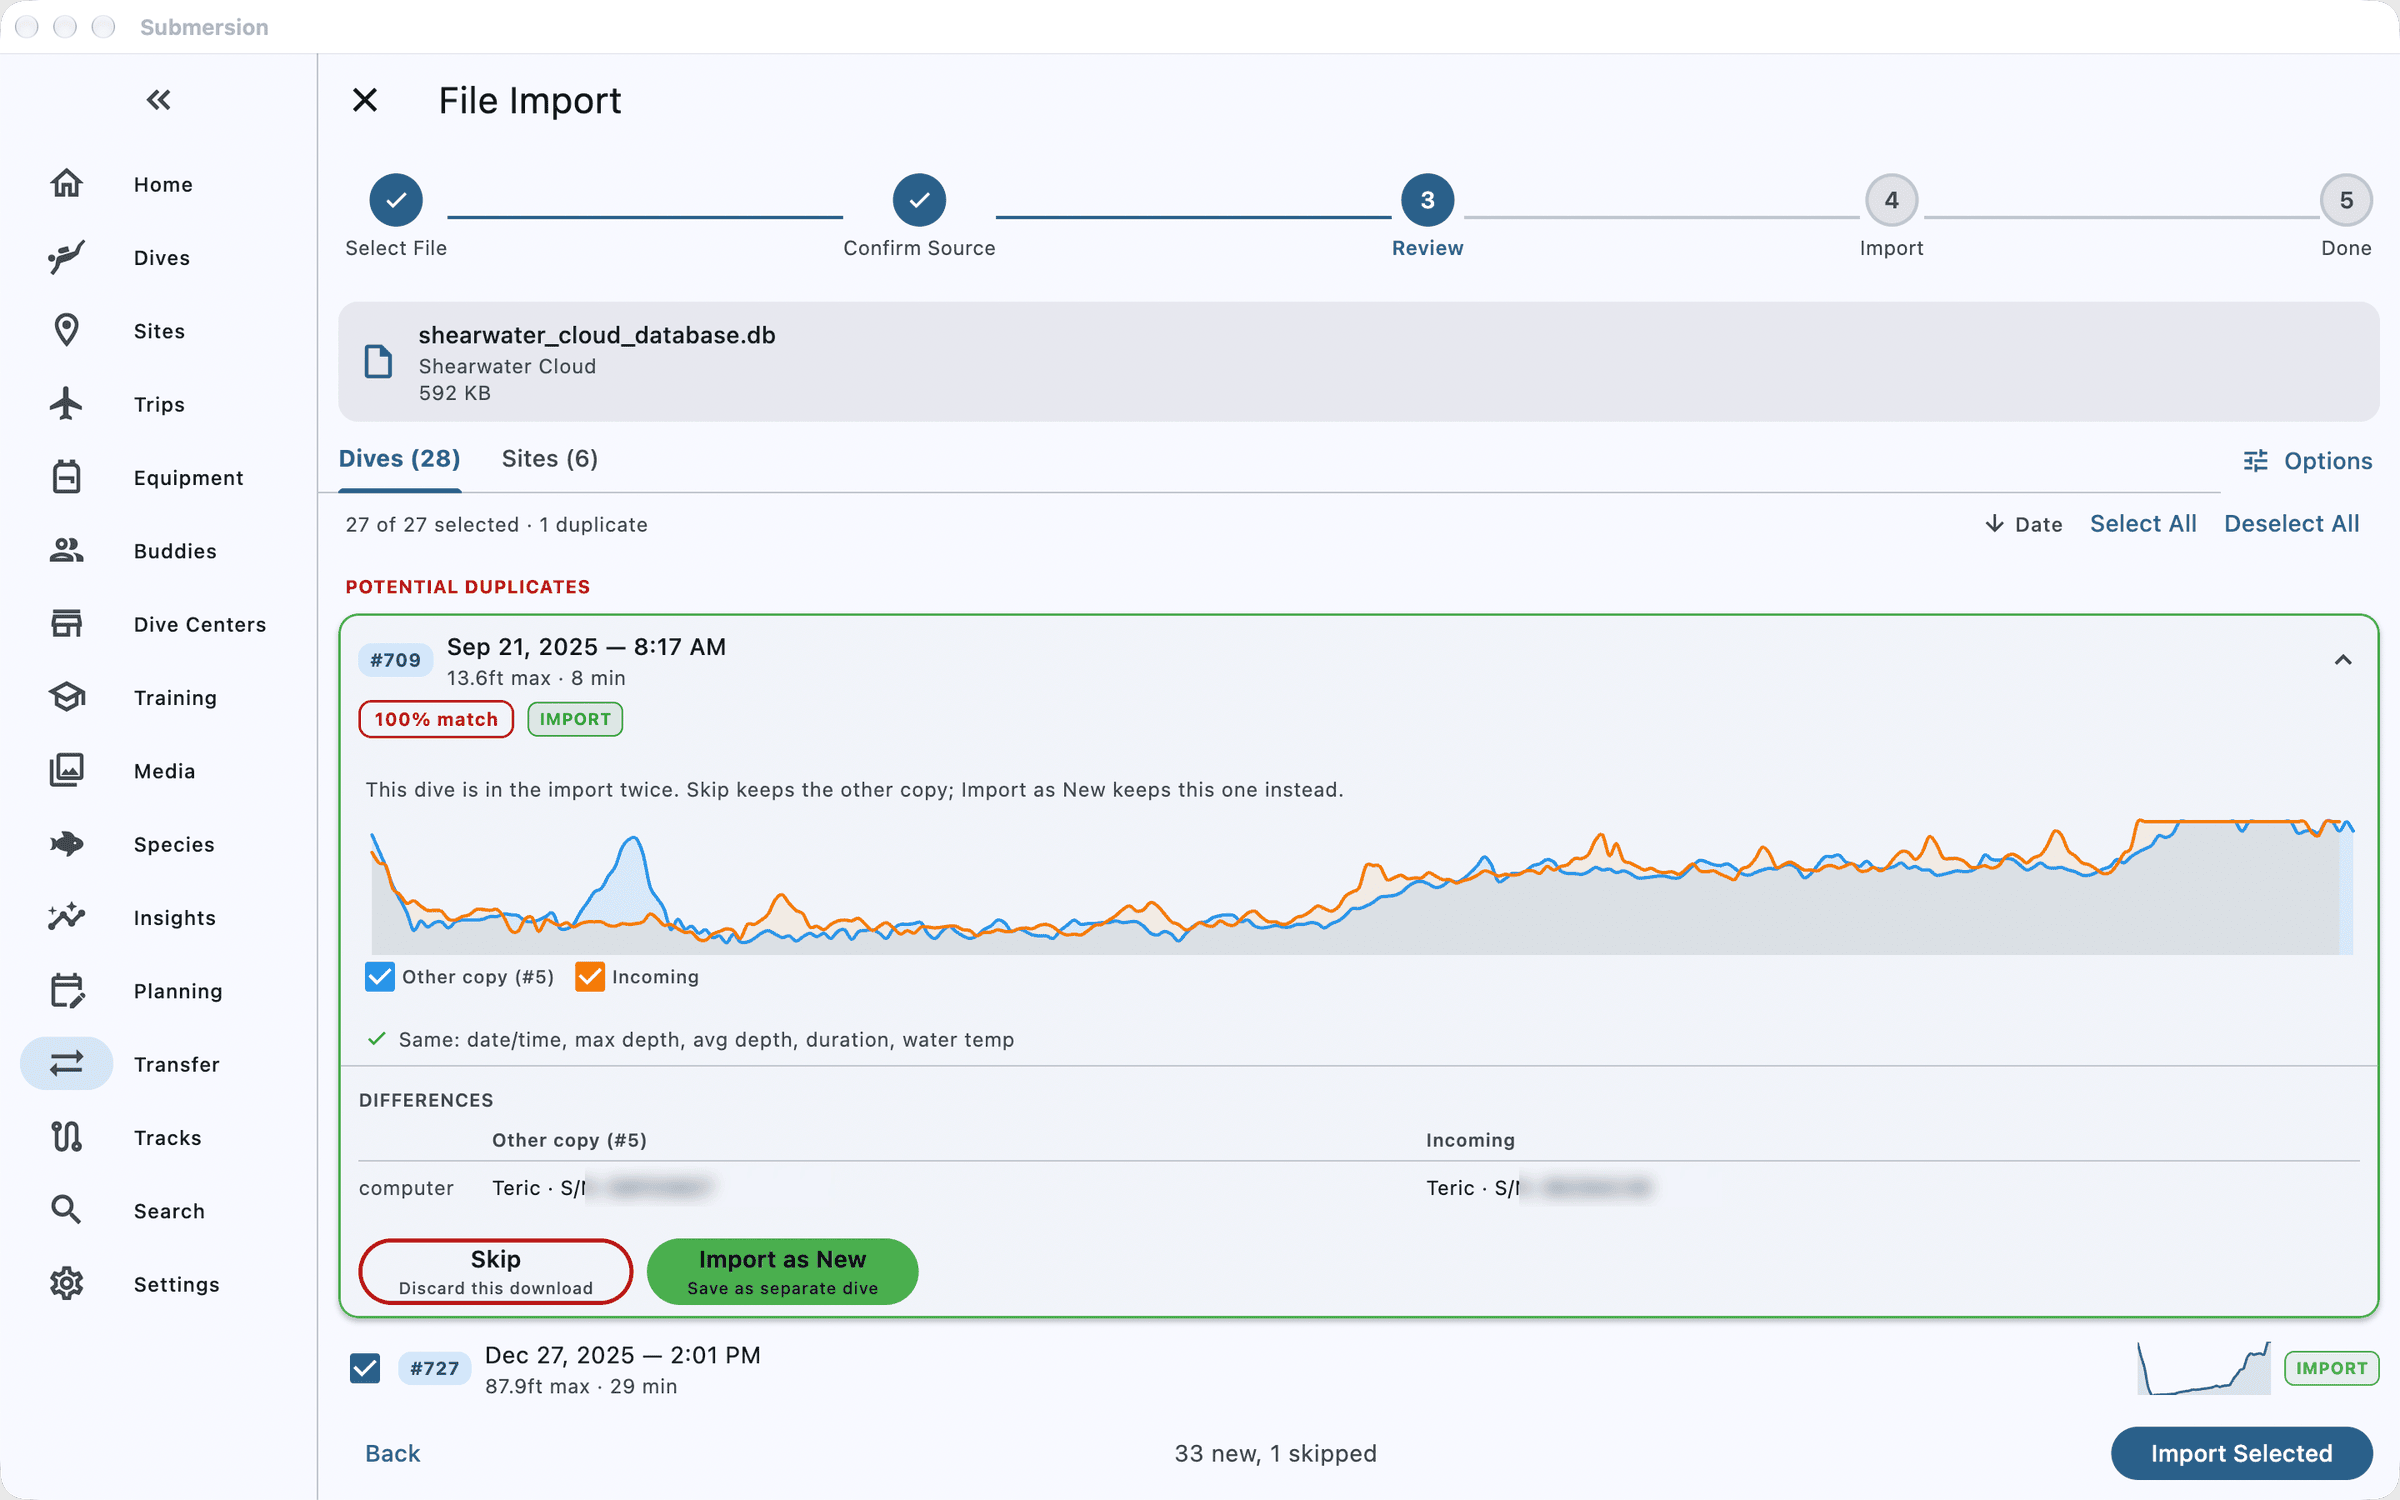 Submersion
Home
Dives
Sites
Trips
Equipment
Buddies
Dive Centers
Training
Media
Species
Insights
Planning
Transfer
Tracks
Search
Settings
File Import
Select File
Confirm Source
3
Review
4
Import
5
Done
shearwater_cloud_database.db
Shearwater Cloud
592 KB
Dives (28)
Sites (6)
Options
27 of 27 selected · 1 duplicate
Date
Select All
Deselect All
POTENTIAL DUPLICATES
#709
Sep 21, 2025 — 8:17 AM
13.6ft max · 8 min
100% match
IMPORT
This dive is in the import twice. Skip keeps the other copy; Import as New keeps this one instead.
Other copy (#5)
Incoming
Same: date/time, max depth, avg depth, duration, water temp
DIFFERENCES
Other copy (#5)
Incoming
computer
Teric ·
Teric ·
Skip
Discard this download
Import as New
Save as separate dive
#727
Dec 27, 2025 — 2:01 PM
87.9ft max · 29 min
IMPORT
Back
33 new, 1 skipped
Import Selected